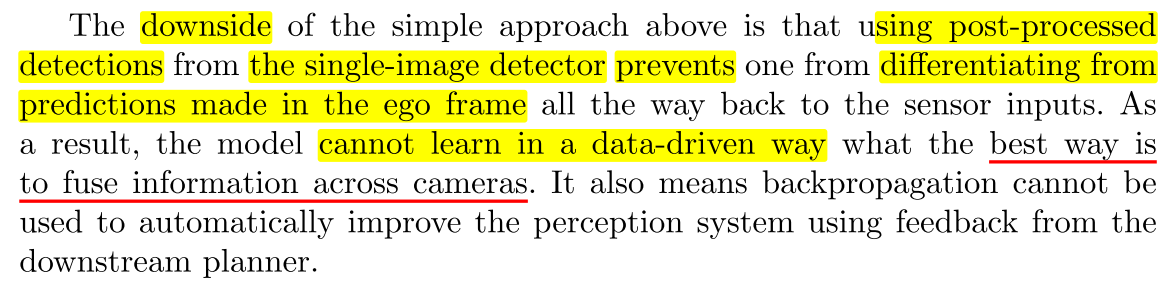 The downside of the simple approach above is that using post-processed
detections from the single-image detector prevents one from differentiating from
predictions made in the ego frame all the way back to the sensor inputs. As
a result, the model cannot learn in a data-driven way what the best way is
to fuse information across cameras. It also means backpropagation cannot be
used to automatically improve the perception system using feedback from the
downstream planner.